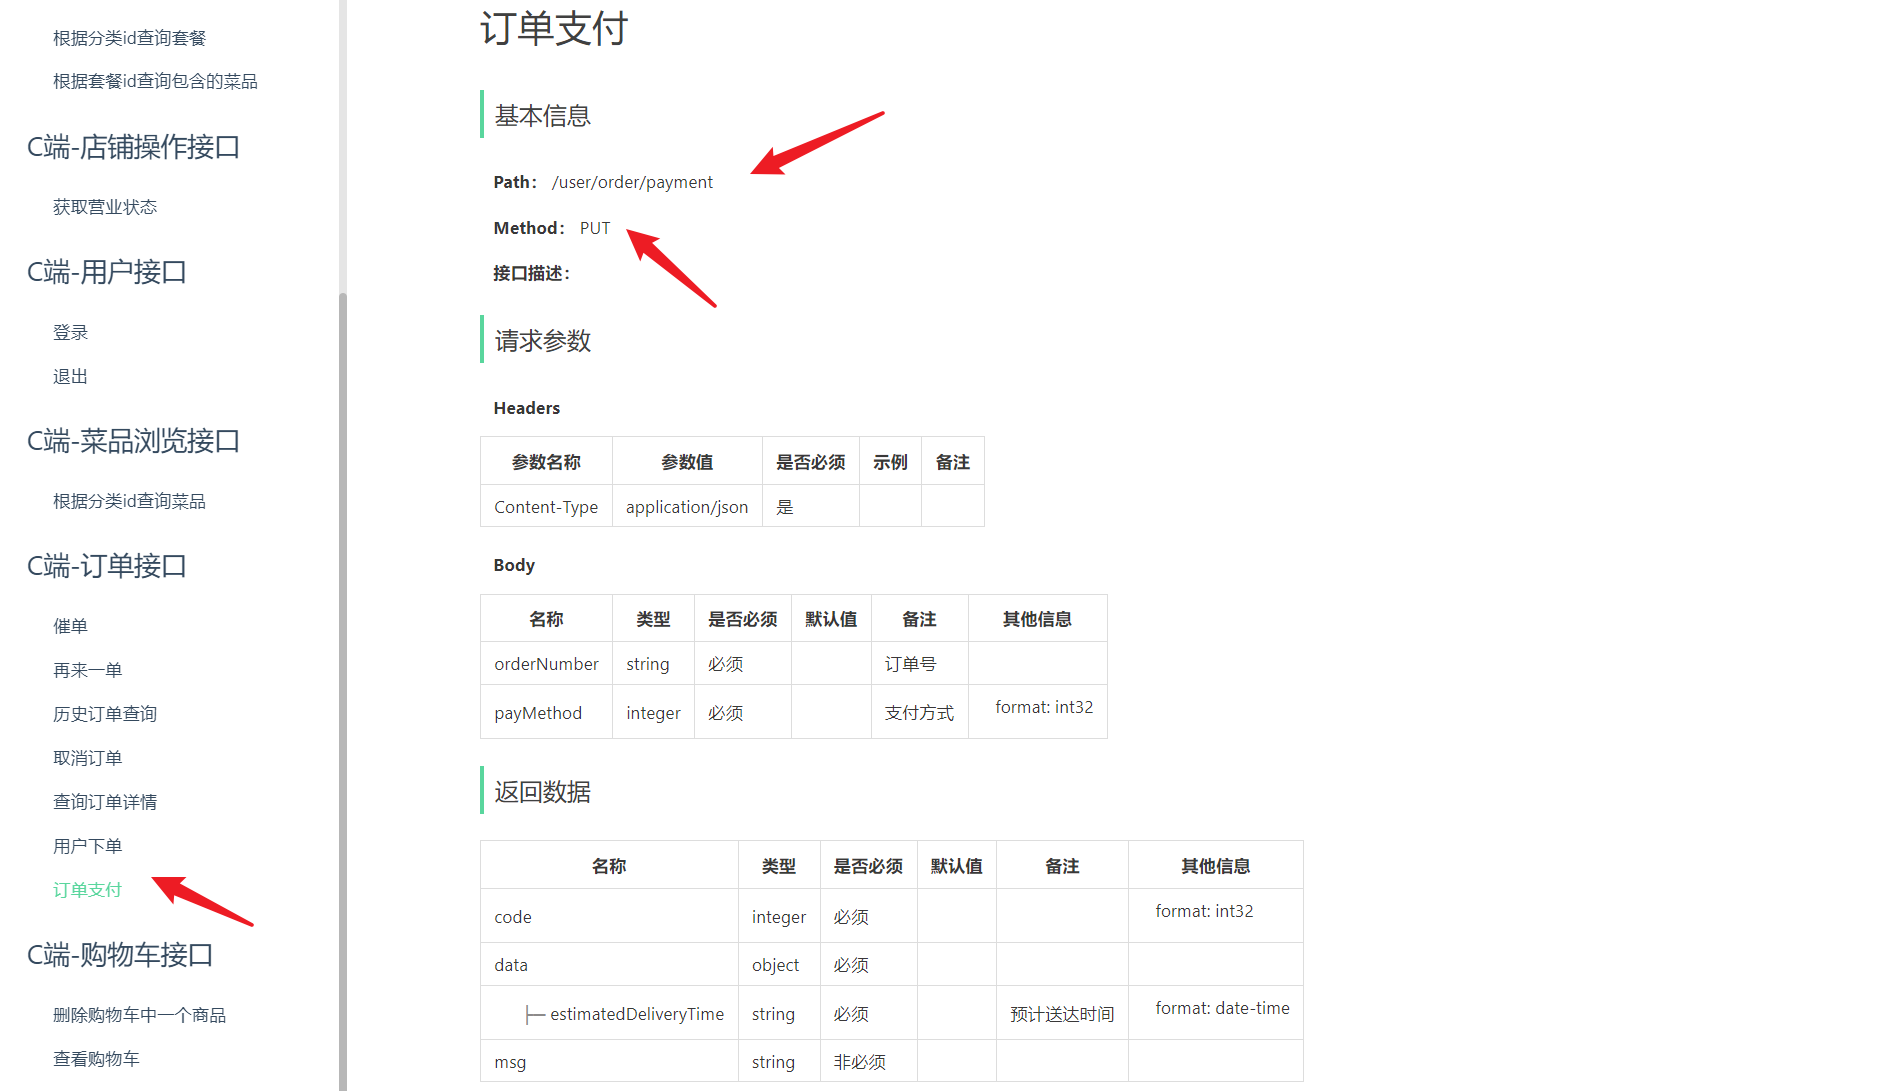 根据分类id查询套餐
根据套餐id查询包含的菜品
C端-店铺操作接口
获取营业状态
C端-用户接口
登录
退出
C端-菜品浏览接口
根据分类id查询菜品
C端-订单接口
催单
再来一单
历史订单查询
取消订单
查询订单详情
用户下单
订单支付
C端-购物车接口
删除购物车中一个商品
查看购物车
订单支付
基本信息
Path： /user/order/payment
Method： PUT
接口描述：
请求参数
Headers
参数名称 参数值 是否必须 示例 备注
Content-Type application/json 是
Body
名称 类型 是否必须 默认值 备注 其他信息
orderNumber string 必须 订单号
payMethod integer 必须 支付方式 format: int32
返回数据
名称 类型 是否必须 默认值 备注 其他信息
code integer 必须 format: int32
data object 必须
├─ estimatedDeliveryTime string 必须 预计送达时间 format: date-time
msg string 非必须